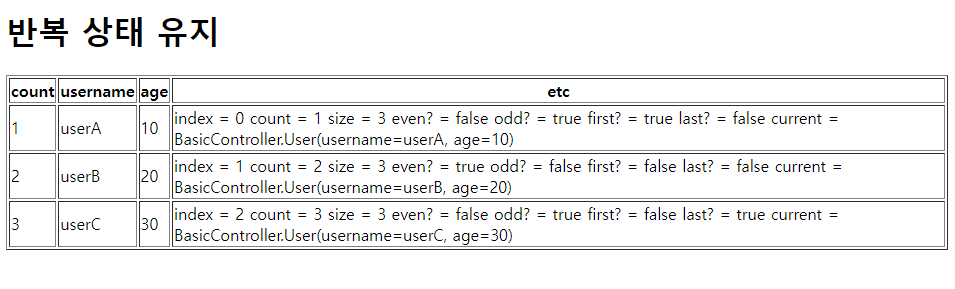 반복 상태 유지
count username age etc
1 userA 10 index = 0 count = 1 size = 3 even? = false odd? = true first? = true last? = false current =
BasicController.User(username=userA, age=10)
2 userB 20 index = 1 count = 2 size = 3 even? = true odd? = false first? = false last? = false current =
BasicController.User(username=userB, age=20)
3 userC 30 index = 2 count = 3 size = 3 even? = false odd? = true first? = false last? = true current =
BasicController.User(username=userC, age=30)